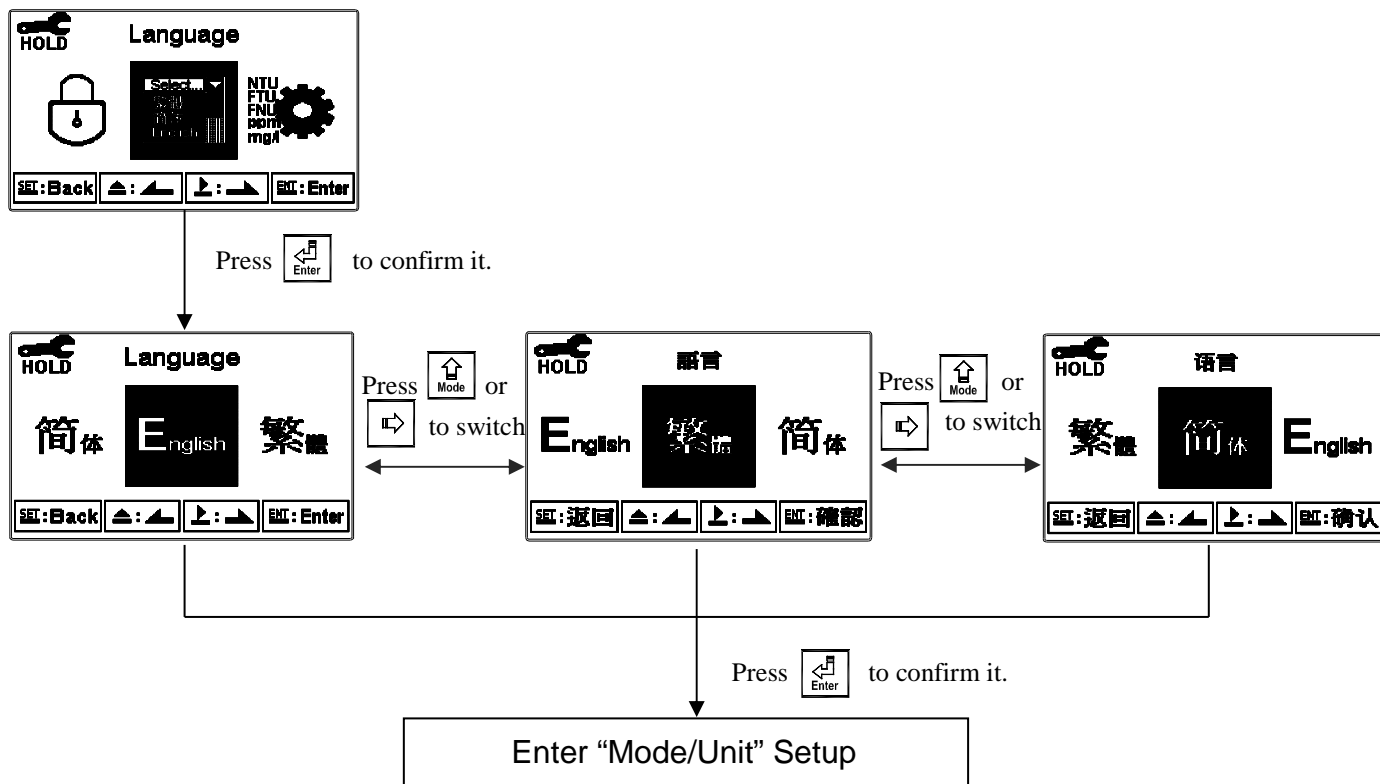 HOLD
Language
Select...
NTU
FTU
FNU
ppm
mg/l
SET:Back
:
:
ENT:Enter
Press Enter to confirm it.
HOLD
Language
简体
English
繁體
SET:Back
:
:
ENT:Enter
Press Mode or
to switch
HOLD
語言
English
繁體
简体
SET:返回
:
:
ENT:確認
Press Mode or
to switch
HOLD
语言
繁體
简体
English
SET:返回
:
:
ENT:确认
Press Enter to confirm it.
Enter “Mode/Unit” Setup